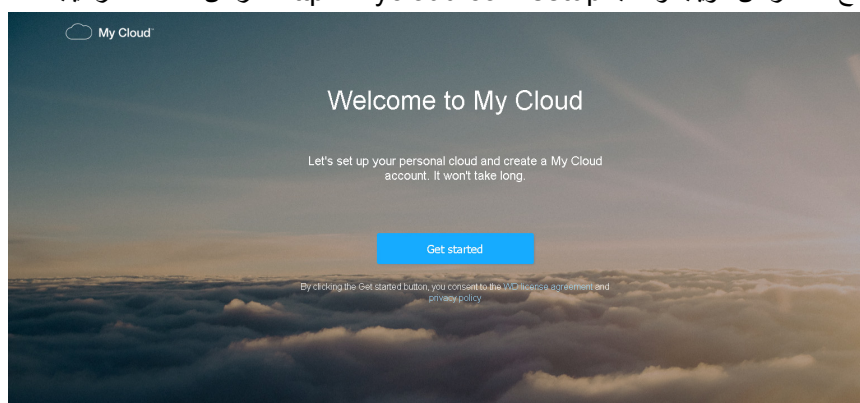 My Cloud™
Welcome to My Cloud
Let's set up your personal cloud and create a My Cloud
account. It won't take long.
Get started
By clicking the Get started button, you consent to the WD license agreement and
privacy policy